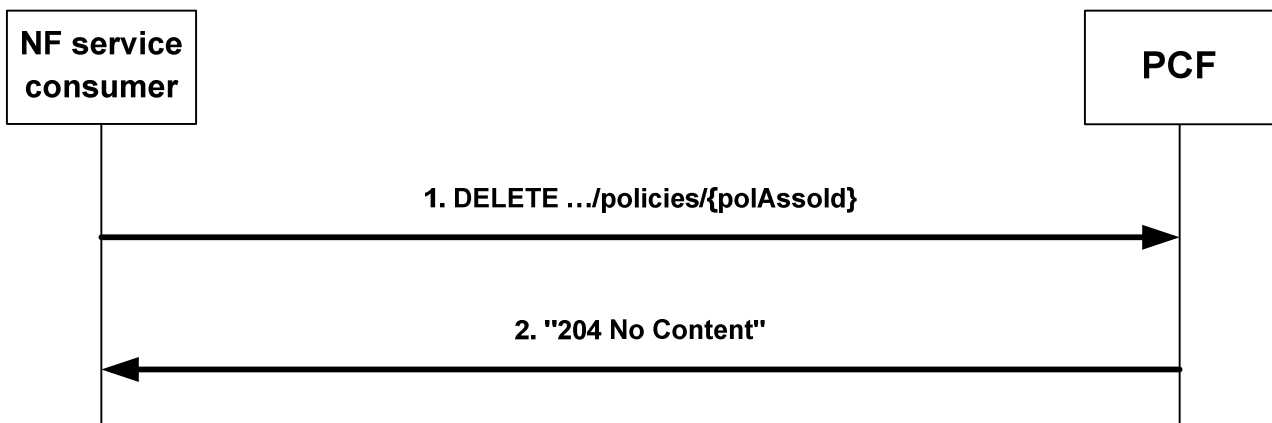 NF service
consumer
PCF
1. DELETE …/policies/{polAssoId}
2. "204 No Content"